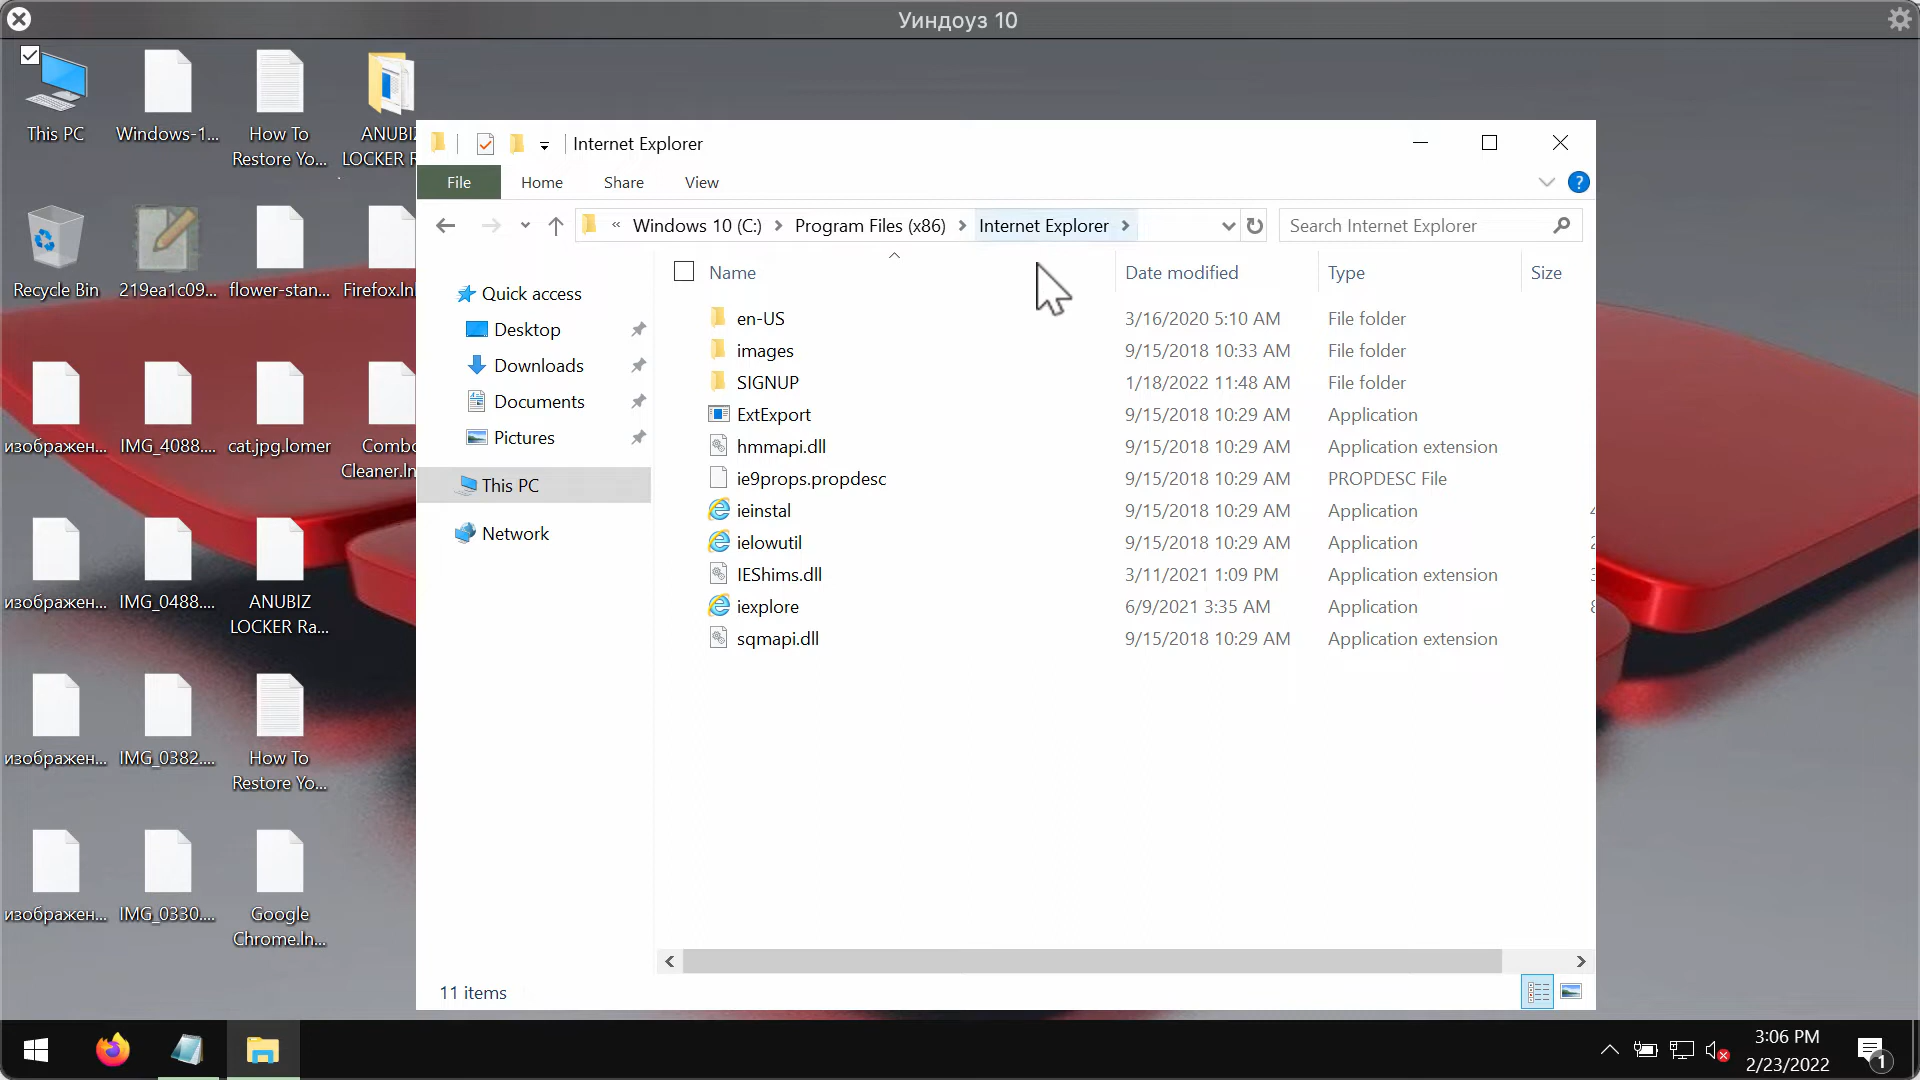 Уиндоуз 10
This PC
Windows-1...
How To
Restore Yo...
ANUBIZ
LOCKER R
Recycle Bin
219ea1c09...
flower-stan...
Firefox.ln
изображен...
IMG_4088....
cat.jpg.lomer
Combo
Cleaner.ln
изображен...
IMG_0488....
ANUBIZ
LOCKER Ra...
изображен...
IMG_0382....
How To
Restore Yo...
изображен...
IMG_0330....
Google
Chrome.ln...
Internet Explorer
File Home Share View
« Windows 10 (C:) > Program Files (x86) > Internet Explorer >
Search Internet Explorer
Quick access
Desktop
Downloads
Documents
Pictures
This PC
Network
Name Date modified Type Size
en-US 3/16/2020 5:10 AM File folder
images 9/15/2018 10:33 AM File folder
SIGNUP 1/18/2022 11:48 AM File folder
ExtExport 9/15/2018 10:29 AM Application
hmmapi.dll 9/15/2018 10:29 AM Application extension
ie9props.propdesc 9/15/2018 10:29 AM PROPDESC File
ieinstal 9/15/2018 10:29 AM Application
ielowutil 9/15/2018 10:29 AM Application
IEShims.dll 3/11/2021 1:09 PM Application extension
iexplore 6/9/2021 3:35 AM Application
sqmapi.dll 9/15/2018 10:29 AM Application extension
11 items
3:06 PM
2/23/2022
1